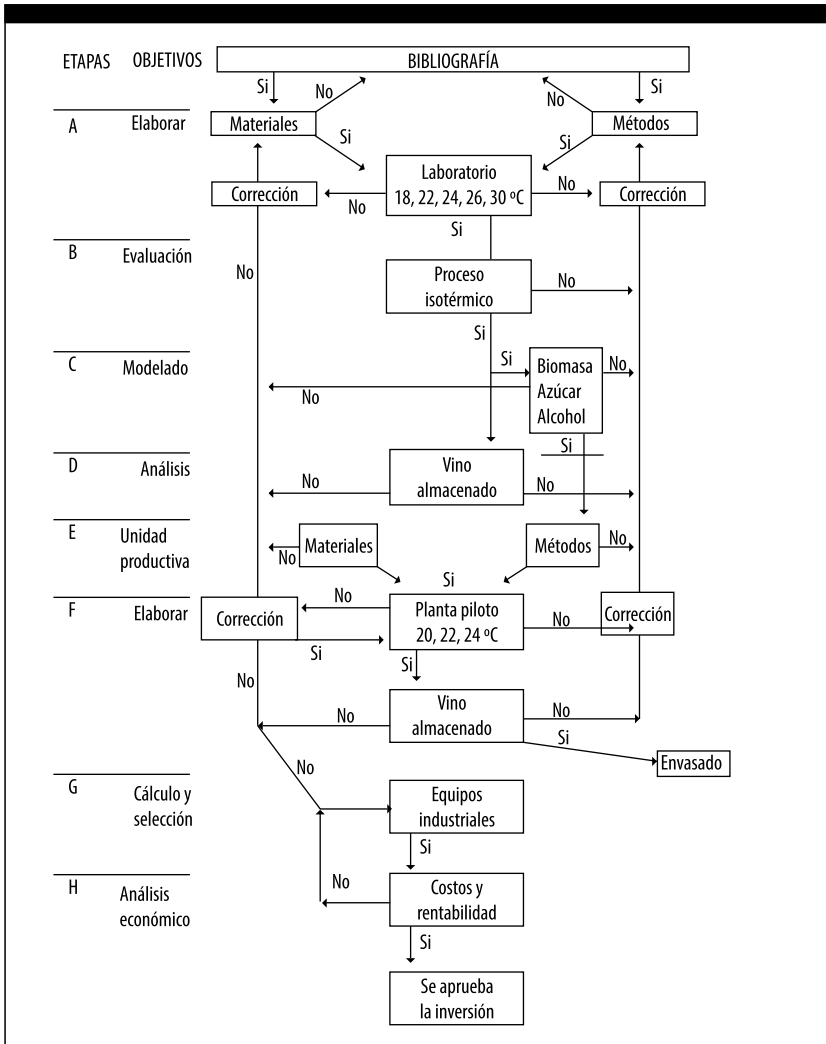 ETAPAS OBJETIVOS BIBLIOGRAFÍA
Si No No Si
A Elaborar Materiales Métodos
Si Si
Laboratorio
18, 22, 24, 26, 30 ºC
Corrección No No Corrección
Si
B Evaluación
No
Proceso
isotérmico
No
Si
C Modelado
Si
Biomasa
Azúcar
Alcohol
No
No
Si
D Análisis
Vino
almacenado
No No
E Unidad
productiva
No
Materiales
Métodos
No
Si
F Elaborar
Corrección
No
Si
Planta piloto
20, 22, 24 ºC
No
Corrección
Si
No
Vino
almacenado
No No
Si
Envasado
No
G Cálculo y
selección
Equipos
industriales
Si
H Análisis
económico
No
Costos y
rentabilidad
Si
Se aprueba
la inversión